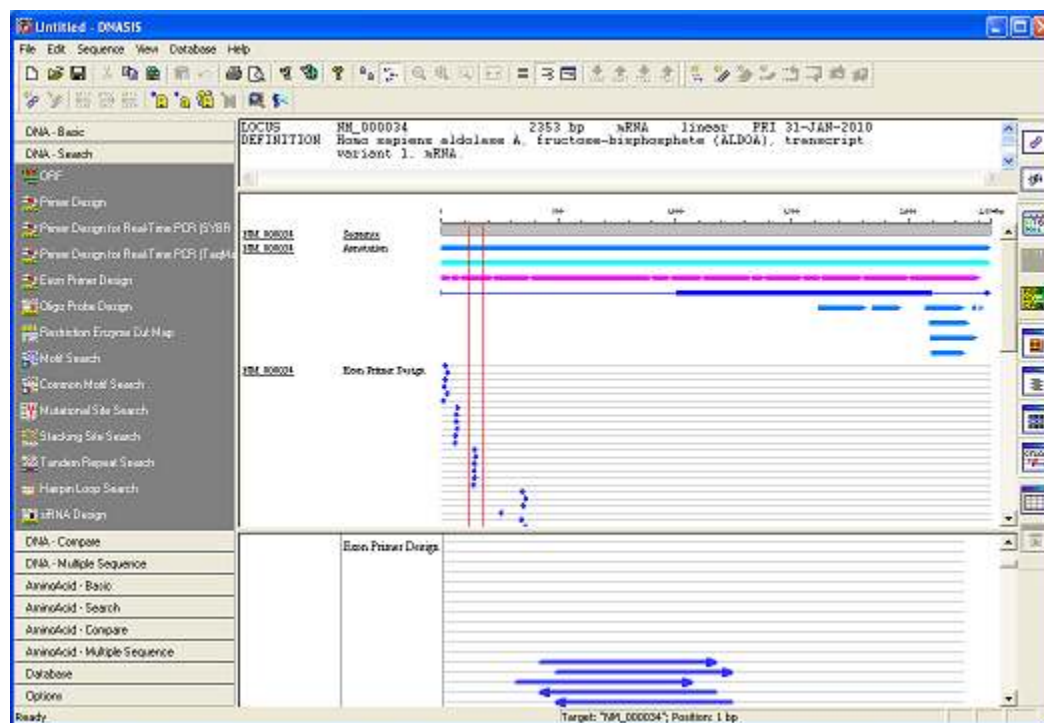 Untitled - DNASIS
File Edit Sequence View Database Help
DNA - Basic
DNA - Search
ORF
Primer Design
Primer Design for Real-Time PCR (SYBR
Primer Design for Real-Time PCR (TaqMa
Exon Primer Design
Oligo Probe Design
Restriction Enzyme Cut Map
Motif Search
Common Motif Search
Mutational Site Search
Stacking Site Search
Tandem Repeat Search
Hairpin Loop Search
siRNA Design
DNA - Compare
DNA - Multiple Sequence
AminoAcid - Basic
AminoAcid - Search
AminoAcid - Compare
AminoAcid - Multiple Sequence
Database
Options
LOCUS NM_000034 2353 bp mRNA linear PRI 31-JAN-2010
DEFINITION Homo sapiens aldolase A, fructose-bisphosphate (ALDOA), transcript
variant 1, mRNA.
NM_000034 Sequence
NM_000034 Annotation
NM_000034 Exon Primer Design
Exon Primer Design
Ready Target: "NM_000034"; Position: 1 bp